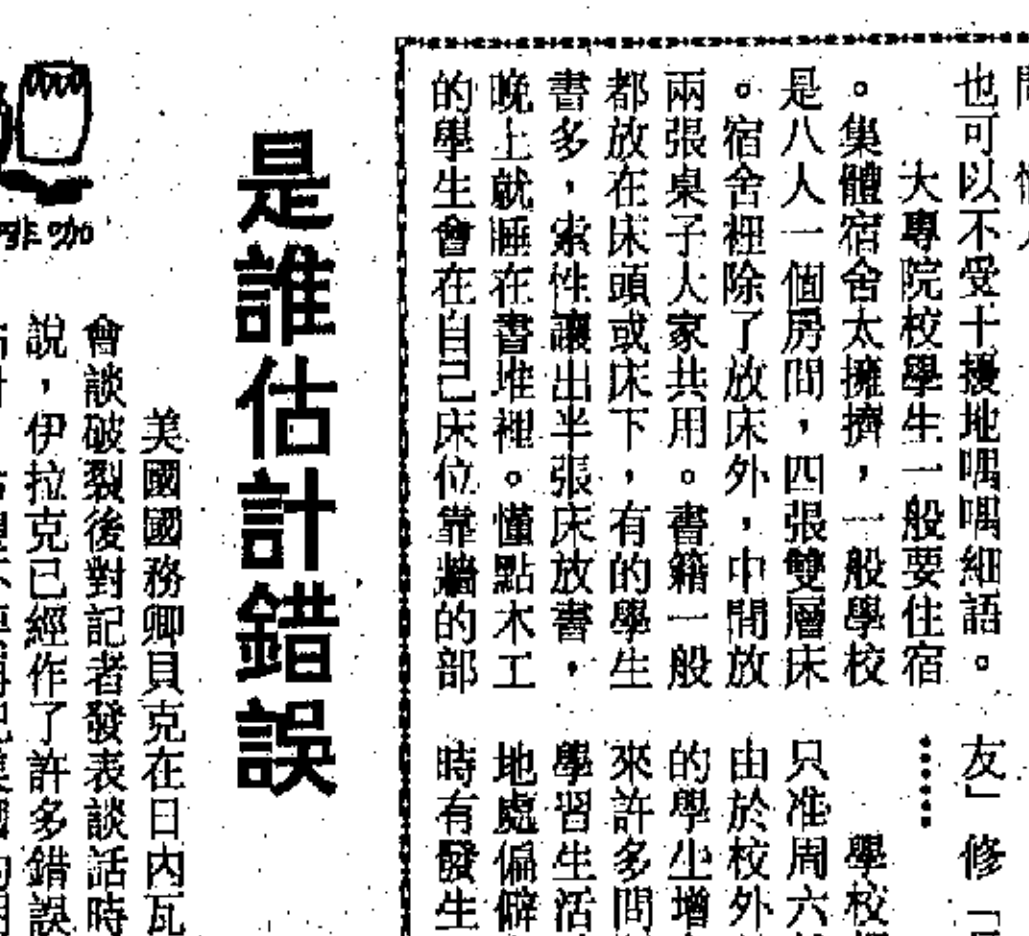 也可以不受干擾地喁喁細語。
大專院校學生一般要住宿
。集體宿舍太擁擠，一般學校
是八人一個房間，四張雙層床
。宿舍裡除了放床外，中間放
兩張桌子大家共用。書籍一般
都放在床頭或床下，有的學生
書多，索性讓出半張床放書，
晚上就睡在書堆裡。懂點木工
的學生會在自己床位靠牆的部
友」修「
學校
只准周六
由於校外
的學生增
來許多問
學習生活
地處偏僻
時有發生
是誰估計錯誤
美國國務卿貝克在日內瓦
會談破裂後對記者發表談話時
說，伊拉克已經作了許多錯誤
啡咖